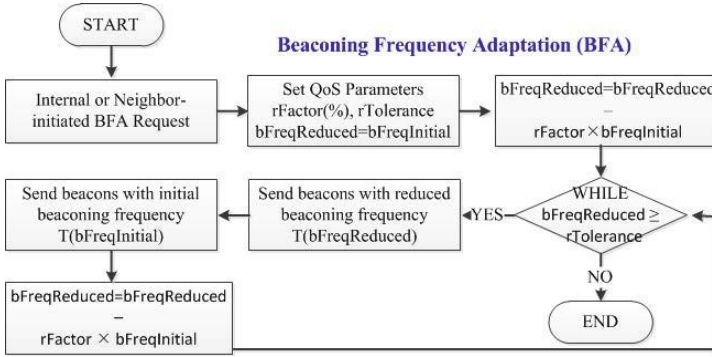 START
Beaconing Frequency Adaptation (BFA)
Internal or Neighbor-
initiated BFA Request
Set QoS Parameters
rFactor(%), rTolerance
bFreqReduced=bFreqInitial
bFreqReduced=bFreqReduced
–
rFactor×bFreqInitial
Send beacons with initial
beaconing frequency
T(bFreqInitial)
Send beacons with reduced
beaconing frequency
T(bFreqReduced)
YES
WHILE
bFreqReduced ≥
rTolerance
NO
END
bFreqReduced=bFreqReduced
–
rFactor × bFreqInitial